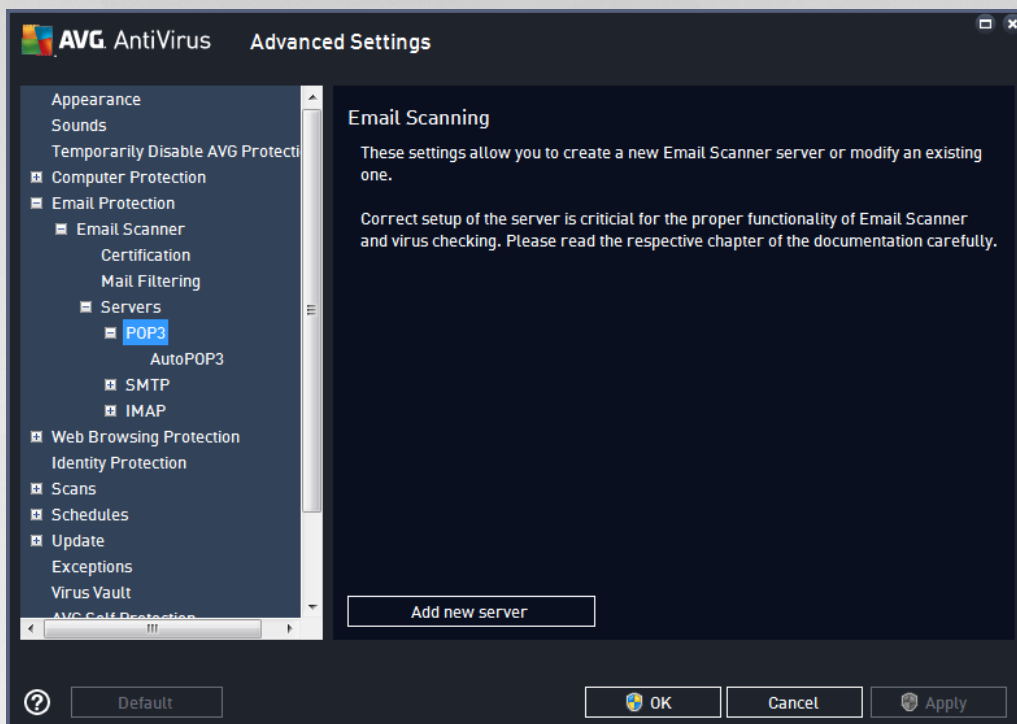 AVG. AntiVirus Advanced Settings
Appearance
Sounds
Temporarily Disable AVG Protecti
Computer Protection
Email Protection
Email Scanner
Certification
Mail Filtering
Servers
POP3
AutoPOP3
SMTP
IMAP
Web Browsing Protection
Identity Protection
Scans
Schedules
Update
Exceptions
Virus Vault
AVG Self Protection
Email Scanning
These settings allow you to create a new Email Scanner server or modify an existing
one.
Correct setup of the server is criticial for the proper functionality of Email Scanner
and virus checking. Please read the respective chapter of the documentation carefully.
Add new server
Default
OK
Cancel
Apply